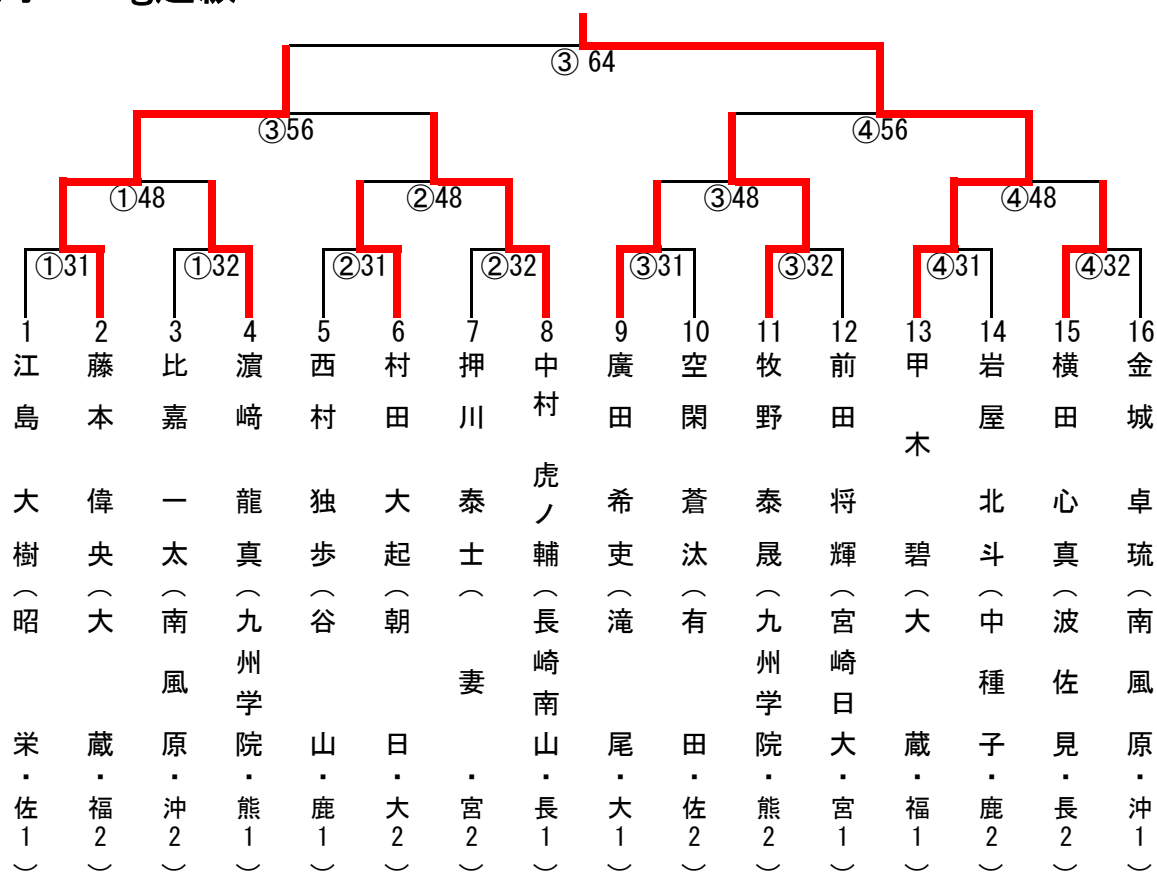 ③ 64
③56
④56
①48
②48
③48
④48
①31
①32
②31
②32
③31
③32
④31
④32
1 江島 大樹（昭栄・佐1）
2 藤本 偉央（大蔵・福2）
3 比嘉 一太（南風原・沖2）
4 濵﨑 龍真（九州学院・熊1）
5 西村 独歩（谷山・鹿1）
6 村田 大起（朝日・大2）
7 押川 泰士（妻・宮2）
8 中村 虎ノ輔（長崎南山・長1）
9 廣田 希吏（滝尾・大1）
10 空閑 蒼汰（有田・佐2）
11 牧野 泰晟（九州学院・熊2）
12 前田 将輝（宮崎日大・宮1）
13 甲木 碧（大蔵・福1）
14 岩屋 北斗（中種子・鹿2）
15 横田 心真（波佐見・長2）
16 金城 卓琉（南風原・沖1）